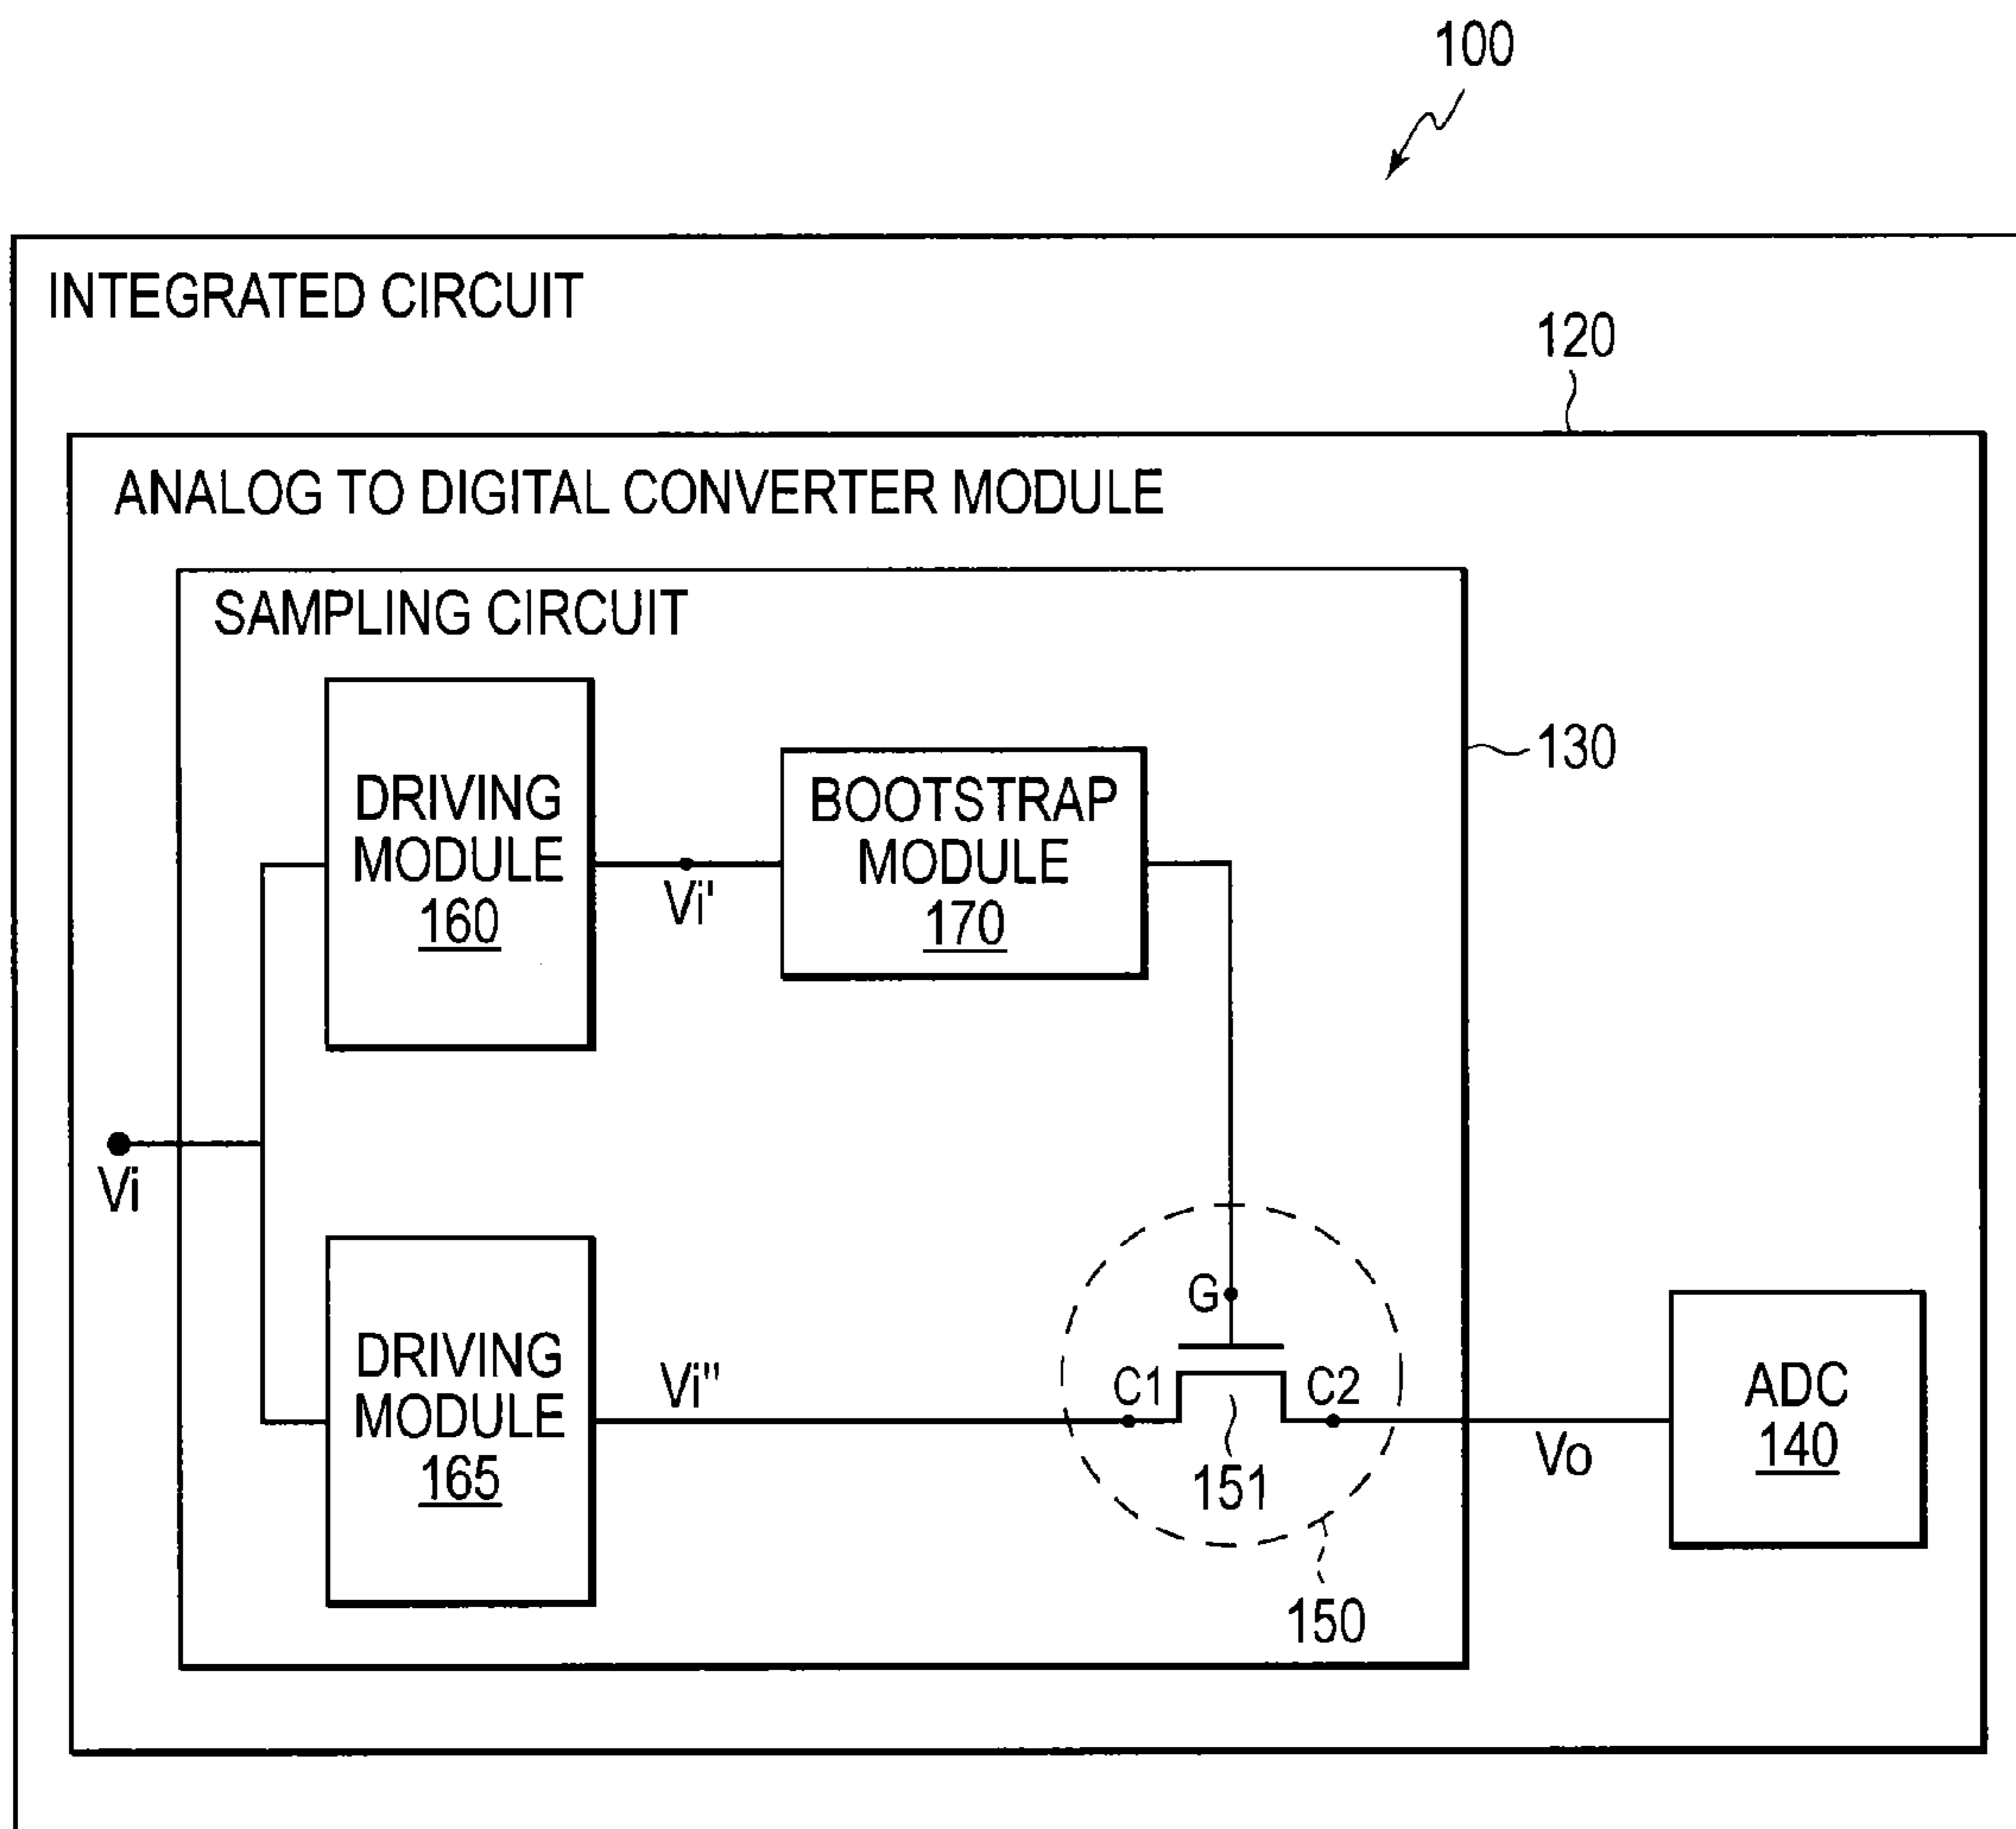 100
INTEGRATED CIRCUIT
120
ANALOG TO DIGITAL CONVERTER MODULE
SAMPLING CIRCUIT
130
DRIVING
MODULE
160
Vi'
BOOTSTRAP
MODULE
170
Vi
DRIVING
MODULE
165
Vi"
G
C1
C2
151
150
Vo
ADC
140